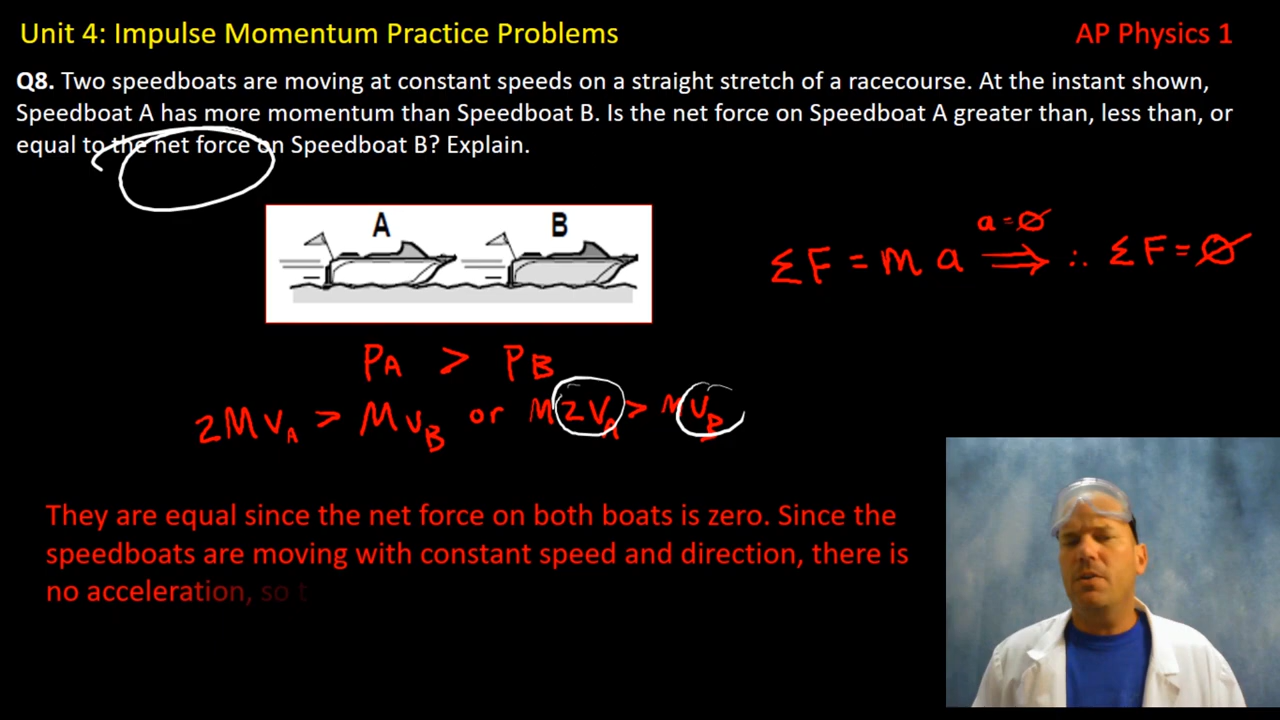 Unit 4: Impulse Momentum Practice Problems
AP Physics 1
Q8. Two speedboats are moving at constant speeds on a straight stretch of a racecourse. At the instant shown,
Speedboat A has more momentum than Speedboat B. Is the net force on Speedboat A greater than, less than, or
equal to the net force on Speedboat B? Explain.
A B
a = 0
ΣF = m a ⟹ ∴ ΣF = 0
PA > PB
2MVA > MVB or M2VA > MVB
They are equal since the net force on both boats is zero. Since the
speedboats are moving with constant speed and direction, there is
no acceleration, so t